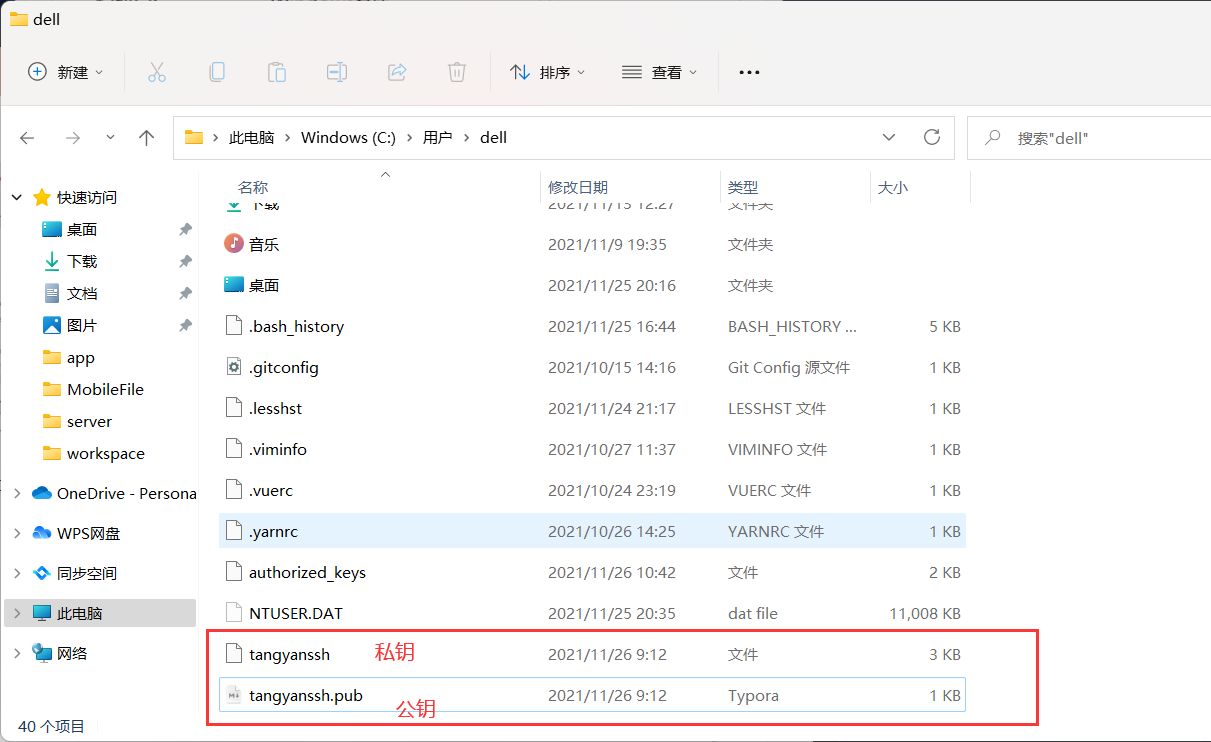 dell
新建
排序
查看
此电脑 > Windows (C:) > 用户 > dell
搜索"dell"
快速访问
桌面
下载
文档
图片
app
MobileFile
server
workspace
OneDrive - Persona
WPS网盘
同步空间
此电脑
网络
名称 修改日期 类型 大小
下载 2021/11/15 12:27 文件夹
音乐 2021/11/9 19:35 文件夹
桌面 2021/11/25 20:16 文件夹
.bash_history 2021/11/25 16:44 BASH_HISTORY ... 5 KB
.gitconfig 2021/10/15 14:16 Git Config 源文件 1 KB
.lesshst 2021/11/24 21:17 LESSHST 文件 1 KB
.viminfo 2021/10/27 11:37 VIMINFO 文件 1 KB
.vuerc 2021/10/24 23:19 VUERC 文件 1 KB
.yarnrc 2021/10/26 14:25 YARNRC 文件 1 KB
authorized_keys 2021/11/26 10:42 文件 2 KB
NTUSER.DAT 2021/11/25 20:35 dat file 11,008 KB
tangyanssh 私钥 2021/11/26 9:12 文件 3 KB
tangyanssh.pub 公钥 2021/11/26 9:12 Typora 1 KB
40 个项目